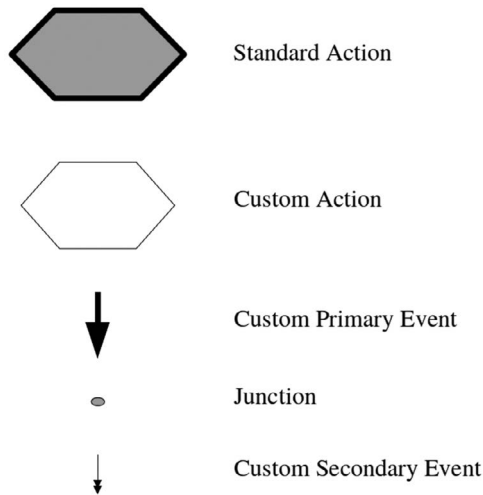 Standard Action
Custom Action
Custom Primary Event
Junction
Custom Secondary Event